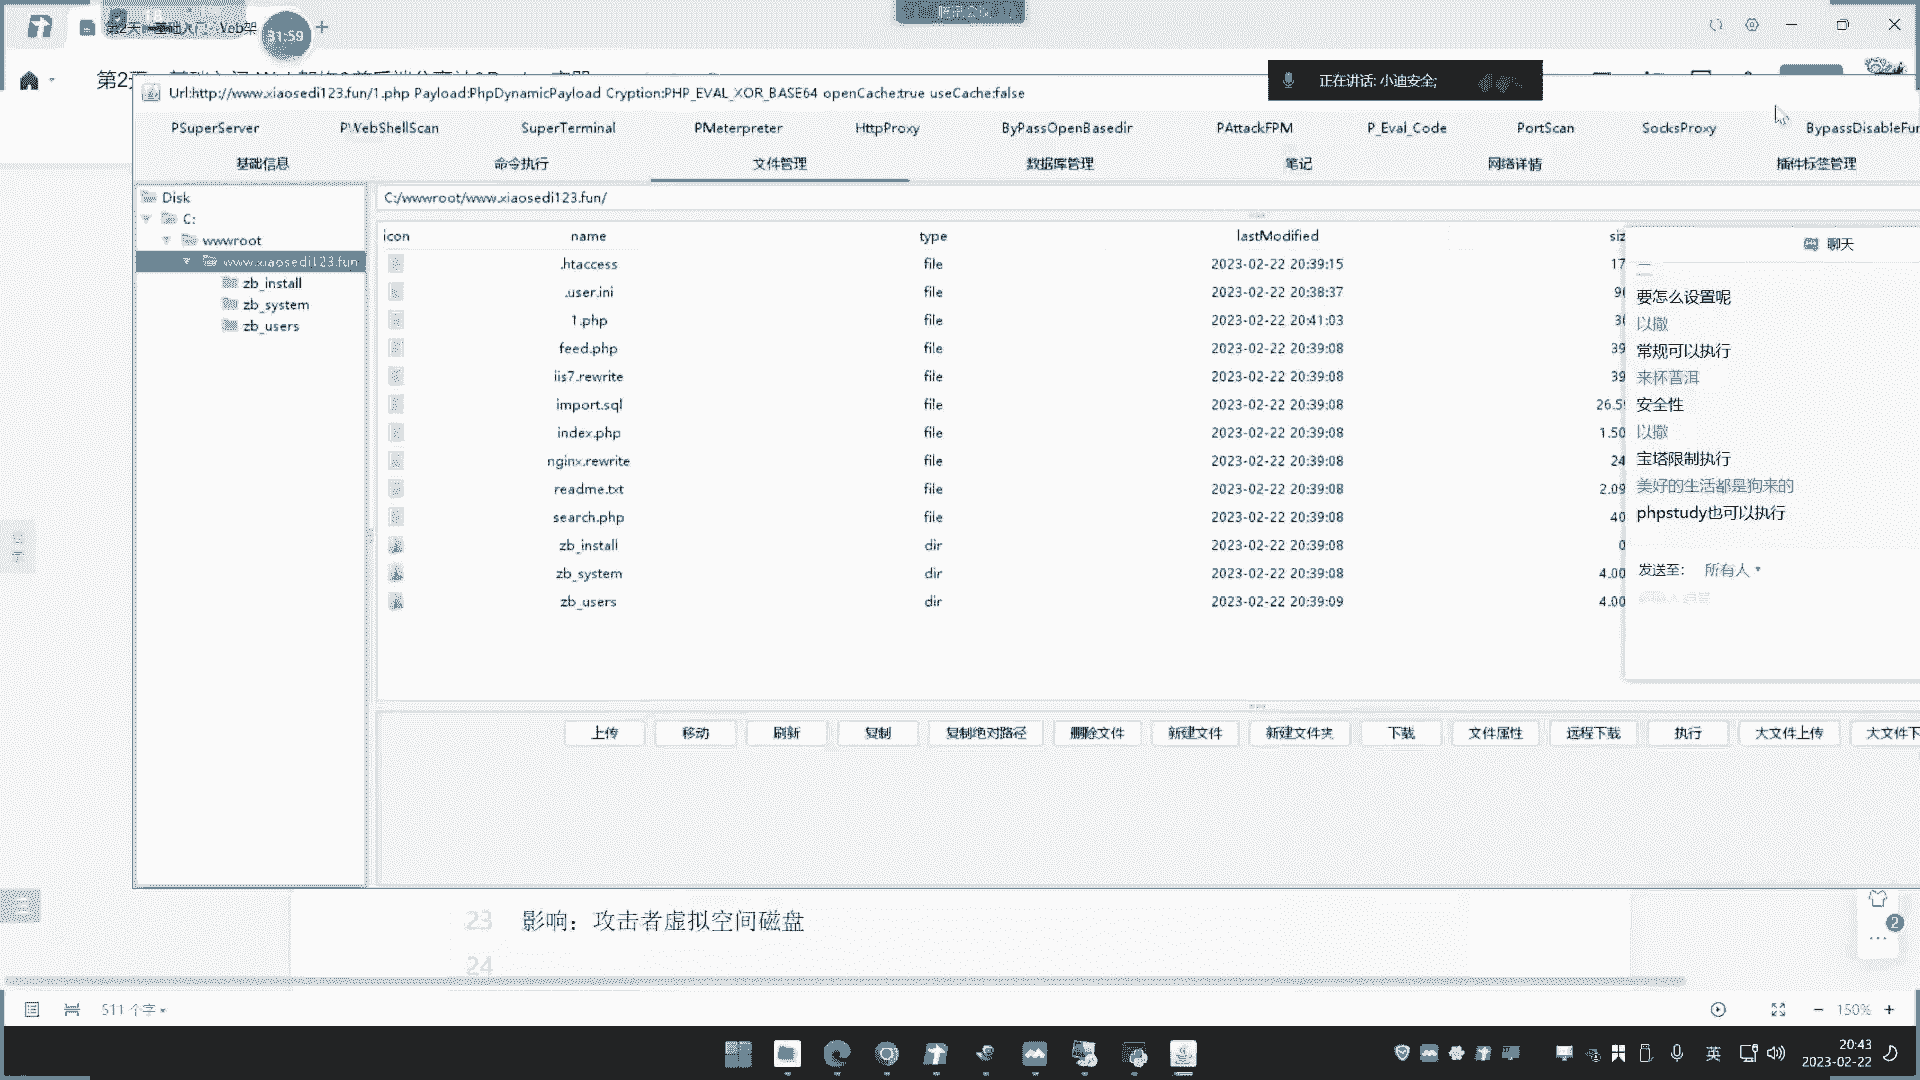 31:59
正在讲话: 小迪安全;
Url:http://www.xiaosedi123.fun/1.php Payload:PhpDynamicPayload Cryption:PHP_EVAL_XOR_BASE64 openCache:true useCache:false
PSuperServer PWebShellScan SuperTerminal PMeterpreter HttpProxy ByPassOpenBasedir PAttackFPM P_Eval_Code PortScan SocksProxy BypassDisableFun
基础信息 命令执行 文件管理 数据库管理 笔记 网络详情 插件标签管理
Disk
C:
wwwroot
www.xiaosedi123.fun
zb_install
zb_system
zb_users
C:/wwwroot/www.xiaosedi123.fun/
icon name type lastModified siz
.htaccess file 2023-02-22 20:39:15 17
.user.ini file 2023-02-22 20:38:37 9
1.php file 2023-02-22 20:41:03 3
feed.php file 2023-02-22 20:39:08 39
iis7.rewrite file 2023-02-22 20:39:08 39
import.sql file 2023-02-22 20:39:08 26.5
index.php file 2023-02-22 20:39:08 1.50
nginx.rewrite file 2023-02-22 20:39:08 24
readme.txt file 2023-02-22 20:39:08 2.09
search.php file 2023-02-22 20:39:08 40
zb_install dir 2023-02-22 20:39:08 0
zb_system dir 2023-02-22 20:39:08 4.00
zb_users dir 2023-02-22 20:39:09 4.00
聊天
要怎么设置呢
以撒
常规可以执行
来杯普洱
安全性
以撒
宝塔限制执行
美好的生活都是狗来的
phpstudy也可以执行
发送至: 所有人
上传 移动 刷新 复制 复制绝对路径 删除文件 新建文件 新建文件夹 下载 文件属性 远程下载 执行 大文件上传 大文件下
23 影响：攻击者虚拟空间磁盘
24
2
511 个字
150%
英
20:43
2023-02-22